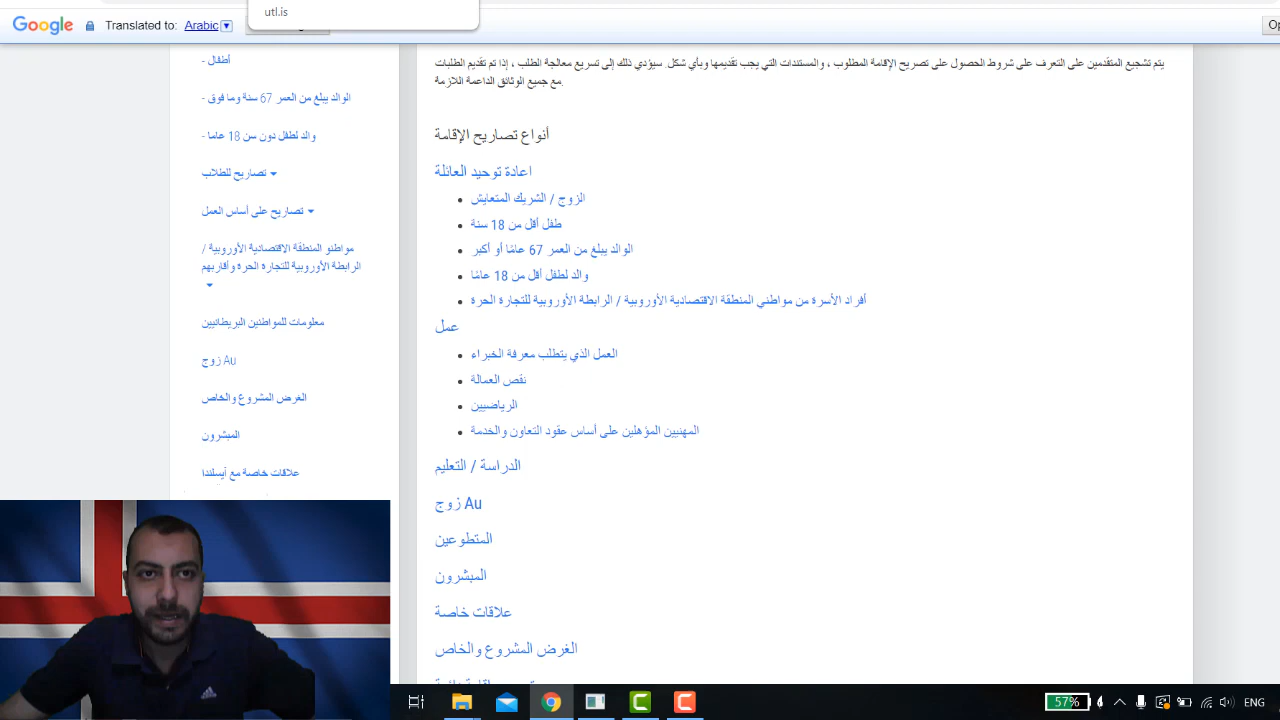 utl.is
Google Translated to: Arabic
Op
يتم تشجيع المتقدمين على التعرف على شروط الحصول على تصريح الإقامة المطلوب ، والمستندات التي يجب تقديمها وبأي شكل. سيؤدي ذلك إلى تسريع معالجة الطلب ، إذا تم تقديم الطلبات
مع جميع الوثائق الداعمة اللازمة.
أنواع تصاريح الإقامة
اعادة توحيد العائلة
الزوج / الشريك المتعايش
طفل أقل من 18 سنة
الوالد يبلغ من العمر 67 عامًا أو أكبر
والد لطفل أقل من 18 عامًا
أفراد الأسرة من مواطني المنطقة الاقتصادية الأوروبية / الرابطة الأوروبية للتجارة الحرة
عمل
العمل الذي يتطلب معرفة الخبراء
نقص العمالة
الرياضيين
المهنيين المؤهلين على أساس عقود التعاون والخدمة
الدراسة / التعليم
زوج Au
المتطوعين
المبشرون
علاقات خاصة
الغرض المشروع والخاص
أطفال -
الوالد يبلغ من العمر 67 سنة وما فوق -
والد لطفل دون سن 18 عاما -
تصاريح للطلاب
تصاريح على أساس العمل
مواطنو المنطقة الاقتصادية الأوروبية /
الرابطة الأوروبية للتجارة الحرة وأقاربهم
معلومات للمواطنين البريطانيين
زوج Au
الغرض المشروع والخاص
المبشرون
علاقات خاصة مع آيسلندا
57%
ENG